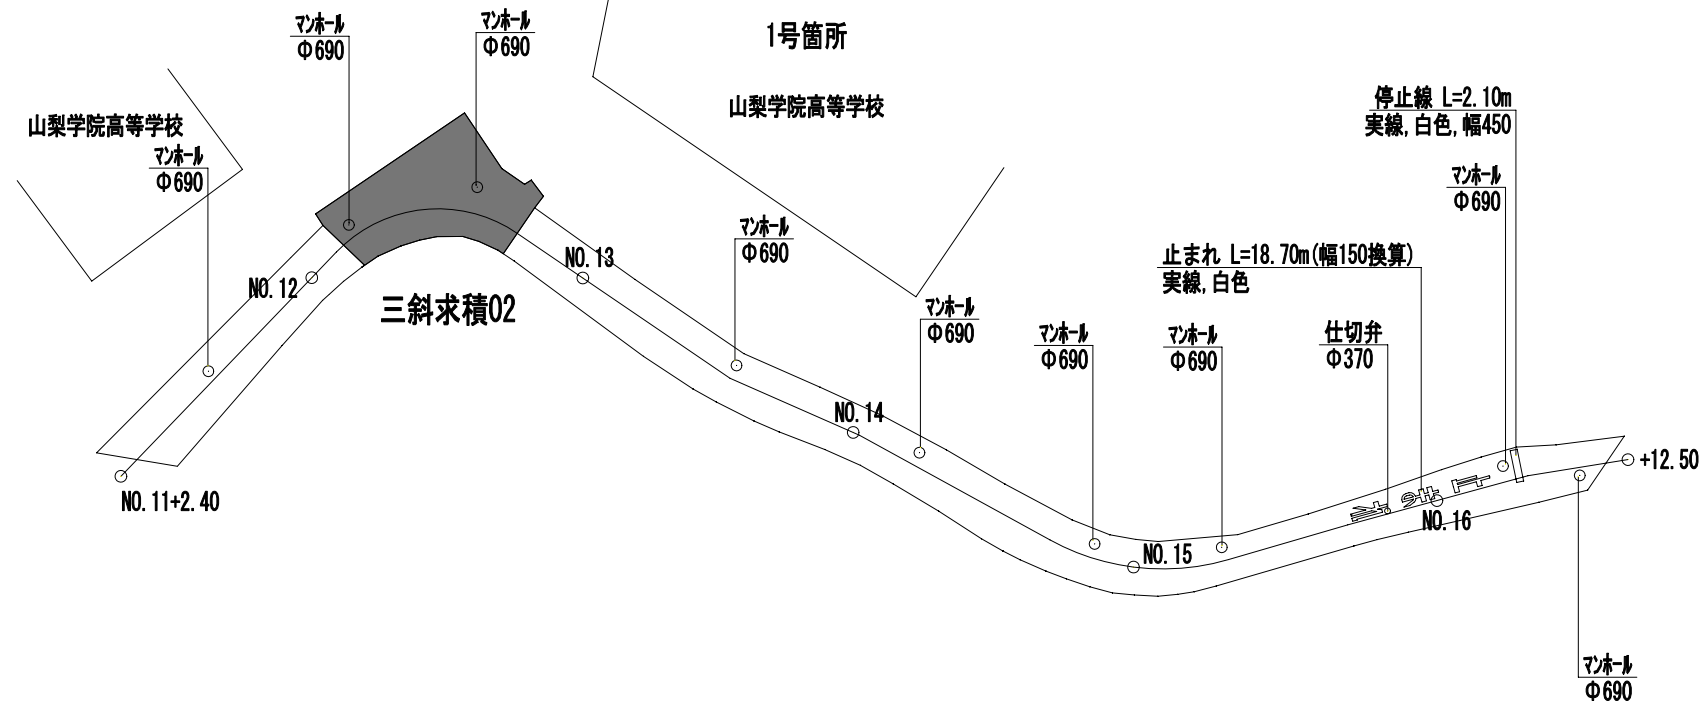 マンホール
Φ690
マンホール
Φ690
1号箇所
山梨学院高等学校
山梨学院高等学校
マンホール
Φ690
停止線 L=2.10m
実線,白色,幅450
マンホール
Φ690
マンホール
Φ690
止まれ L=18.70m(幅150換算)
実線,白色
NO.12
NO.13
三斜求積02
マンホール
Φ690
マンホール
Φ690
マンホール
Φ690
仕切弁
Φ370
NO.14
NO.11+2.40
+12.50
止まれ
NO.15
NO.16
マンホール
Φ690